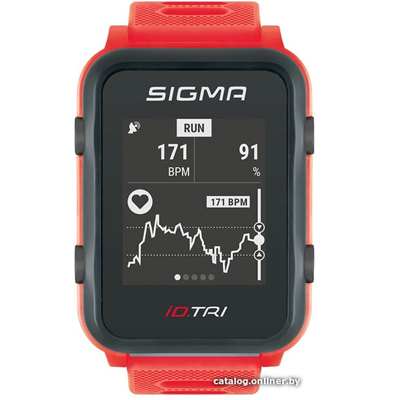 SIGMA
RUN
171 91
BPM %
171 BPM
iD.TRI
catalog.onliner.by